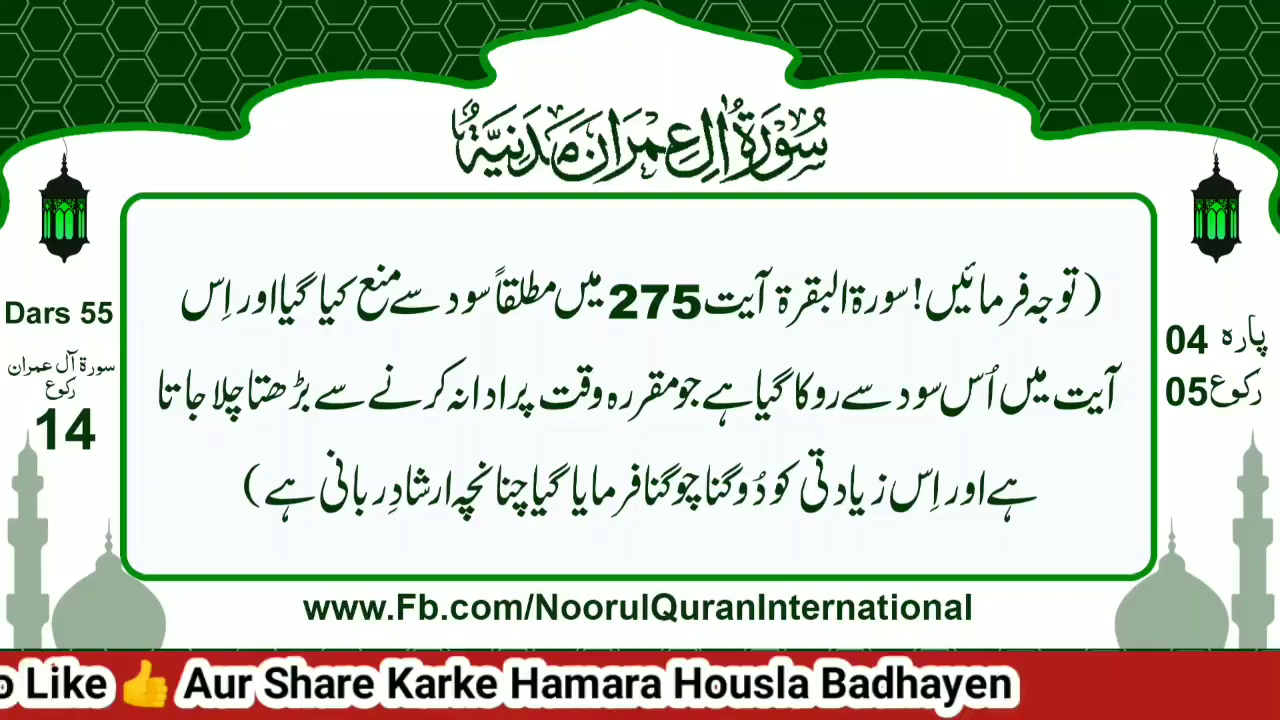 سُوْرَةُ اٰلِ عِمْرَانَ مَدَنِيَّةٌ
(توجہ فرمائیں! سورۃ البقرۃ آیت 275 میں مطلقاً سود سے منع کیا گیا اور اِس
آیت میں اُس سود سے روکا گیا ہے جو مقررہ وقت پر ادا نہ کرنے سے بڑھتا چلا جاتا
ہے اور اِس زیادتی کو دُوگنا چوگنا فرمایا گیا چنانچہ ارشادِ ربانی ہے)
پارہ 04
رکوع 05
Dars 55
سورۃ آل عمران
رکوع
14
www.Fb.com/NoorulQuranInternational
o Like 👍 Aur Share Karke Hamara Housla Badhayen